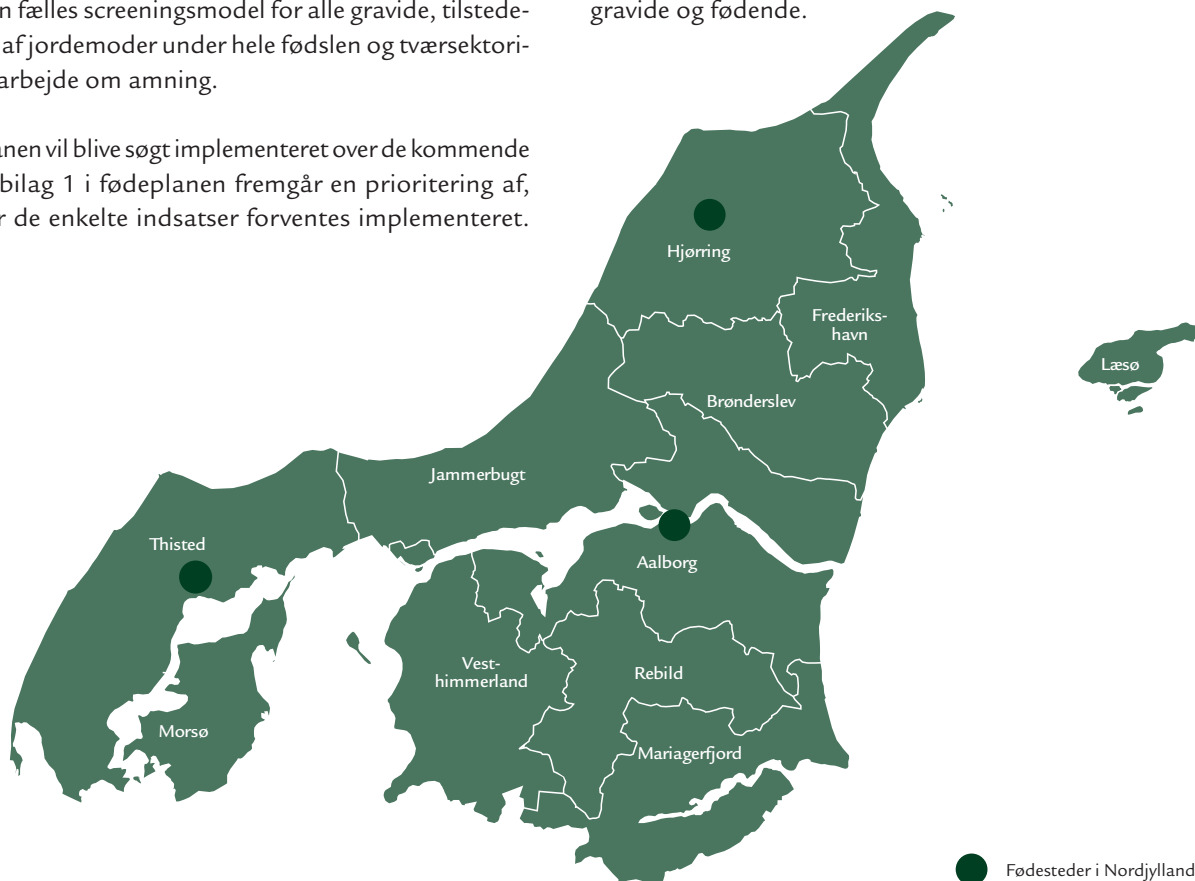 n fælles screeningsmodel for alle gravide, tilstede-
af jordemoder under hele fødslen og tværsektori-
arbejde om amning.
anen vil blive søgt implementeret over de kommende
bilag 1 i fødeplanen fremgår en prioritering af,
r de enkelte indsatser forventes implementeret.
gravide og fødende.
Hjørring
Frederiks-
havn
Læsø
Brønderslev
Jammerbugt
Thisted
Aalborg
Vest-
himmerland
Rebild
Morsø
Mariagerfjord
Fødesteder i Nordjylland